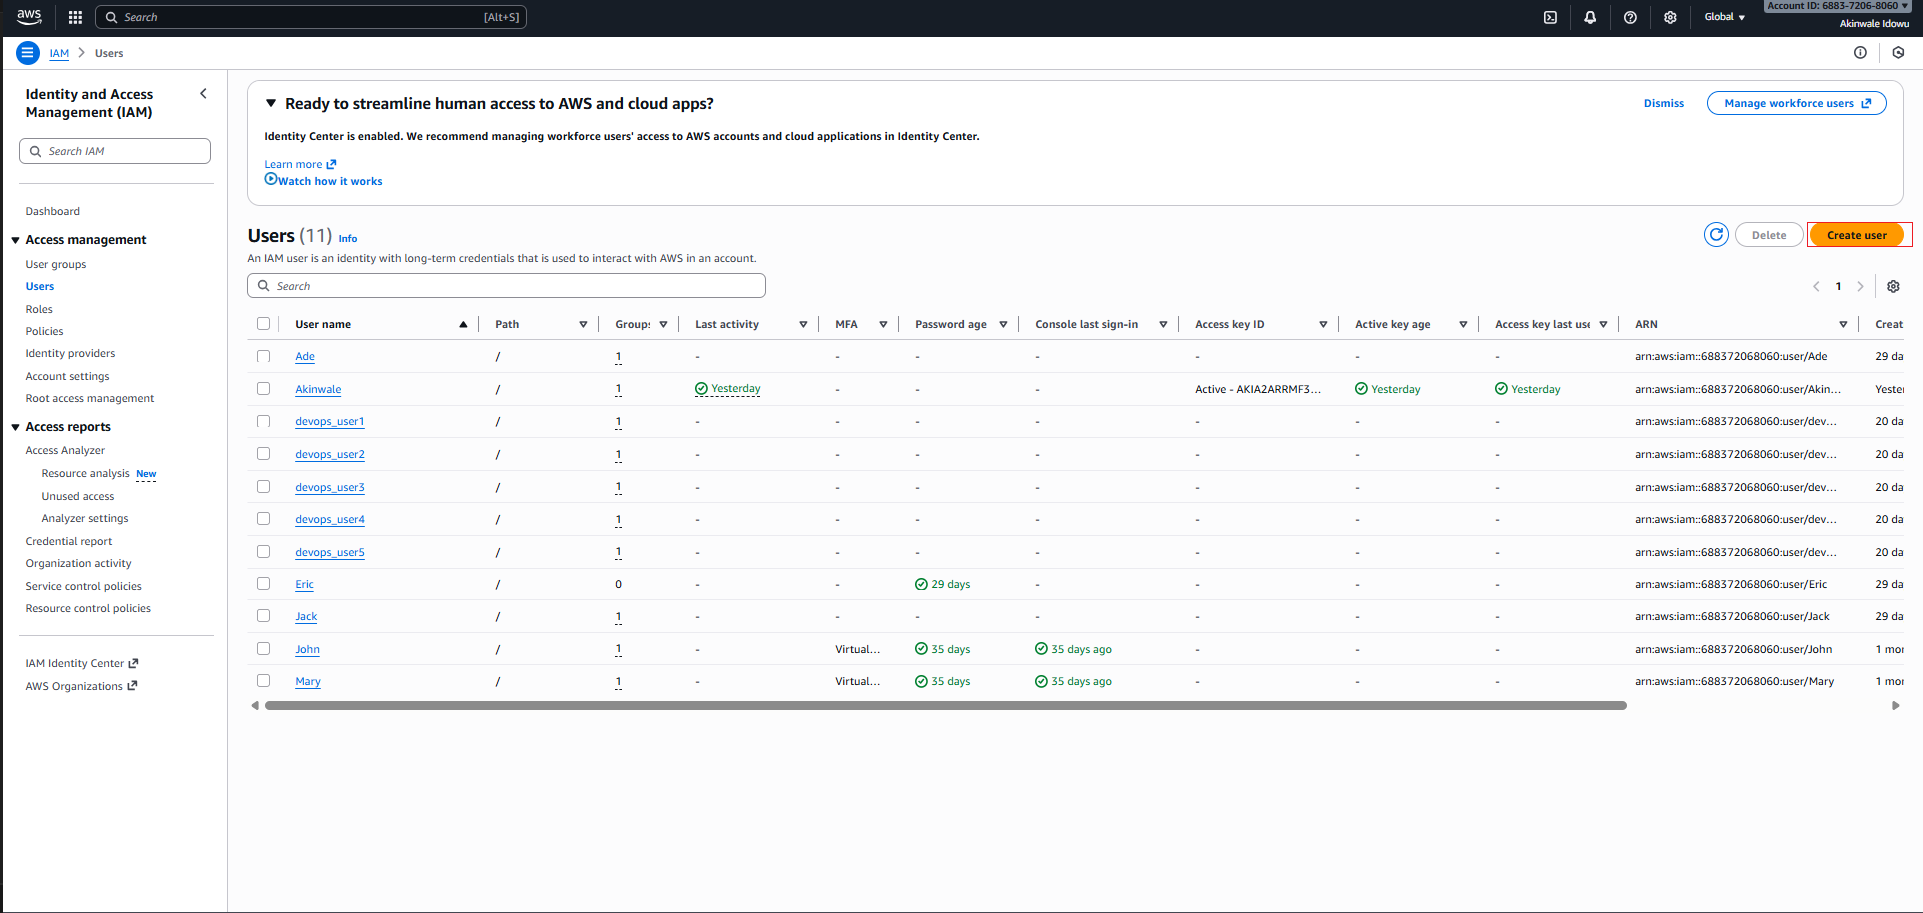 aws Search [Alt+S] Global Account ID: 6883-7206-8060
Akinwale Idowu
IAM Users
Identity and Access Management (IAM)
Search IAM
Dashboard
Access management
User groups
Users
Roles
Policies
Identity providers
Account settings
Root access management
Access reports
Access Analyzer
Resource analysis New
Unused access
Analyzer settings
Credential report
Organization activity
Service control policies
Resource control policies
IAM Identity Center
AWS Organizations
Ready to streamline human access to AWS and cloud apps? Dismiss Manage workforce users
Identity Center is enabled. We recommend managing workforce users' access to AWS accounts and cloud applications in Identity Center.
Learn more
Watch how it works
Users (11) Info Delete Create user
An IAM user is an identity with long-term credentials that is used to interact with AWS in an account.
Search 1
User name Path Groups Last activity MFA Password age Console last sign-in Access key ID Active key age Access key last use ARN Creat
Ade / 1 - - - - - - - arn:aws:iam::688372068060:user/Ade 29 da
Akinwale / 1 Yesterday - - - Active - AKIA2ARRMF3... Yesterday Yesterday arn:aws:iam::688372068060:user/Akin... Yester
devops_user1 / 1 - - - - - - - arn:aws:iam::688372068060:user/dev... 20 da
devops_user2 / 1 - - - - - - - arn:aws:iam::688372068060:user/dev... 20 da
devops_user3 / 1 - - - - - - - arn:aws:iam::688372068060:user/dev... 20 da
devops_user4 / 1 - - - - - - - arn:aws:iam::688372068060:user/dev... 20 da
devops_user5 / 1 - - - - - - - arn:aws:iam::688372068060:user/dev... 20 da
Eric / 0 - - 29 days - - - - arn:aws:iam::688372068060:user/Eric 29 da
Jack / 1 - - - - - - - arn:aws:iam::688372068060:user/Jack 29 da
John / 1 - Virtual... 35 days 35 days ago - - - arn:aws:iam::688372068060:user/John 1 mor
Mary / 1 - Virtual... 35 days 35 days ago - - - arn:aws:iam::688372068060:user/Mary 1 mor